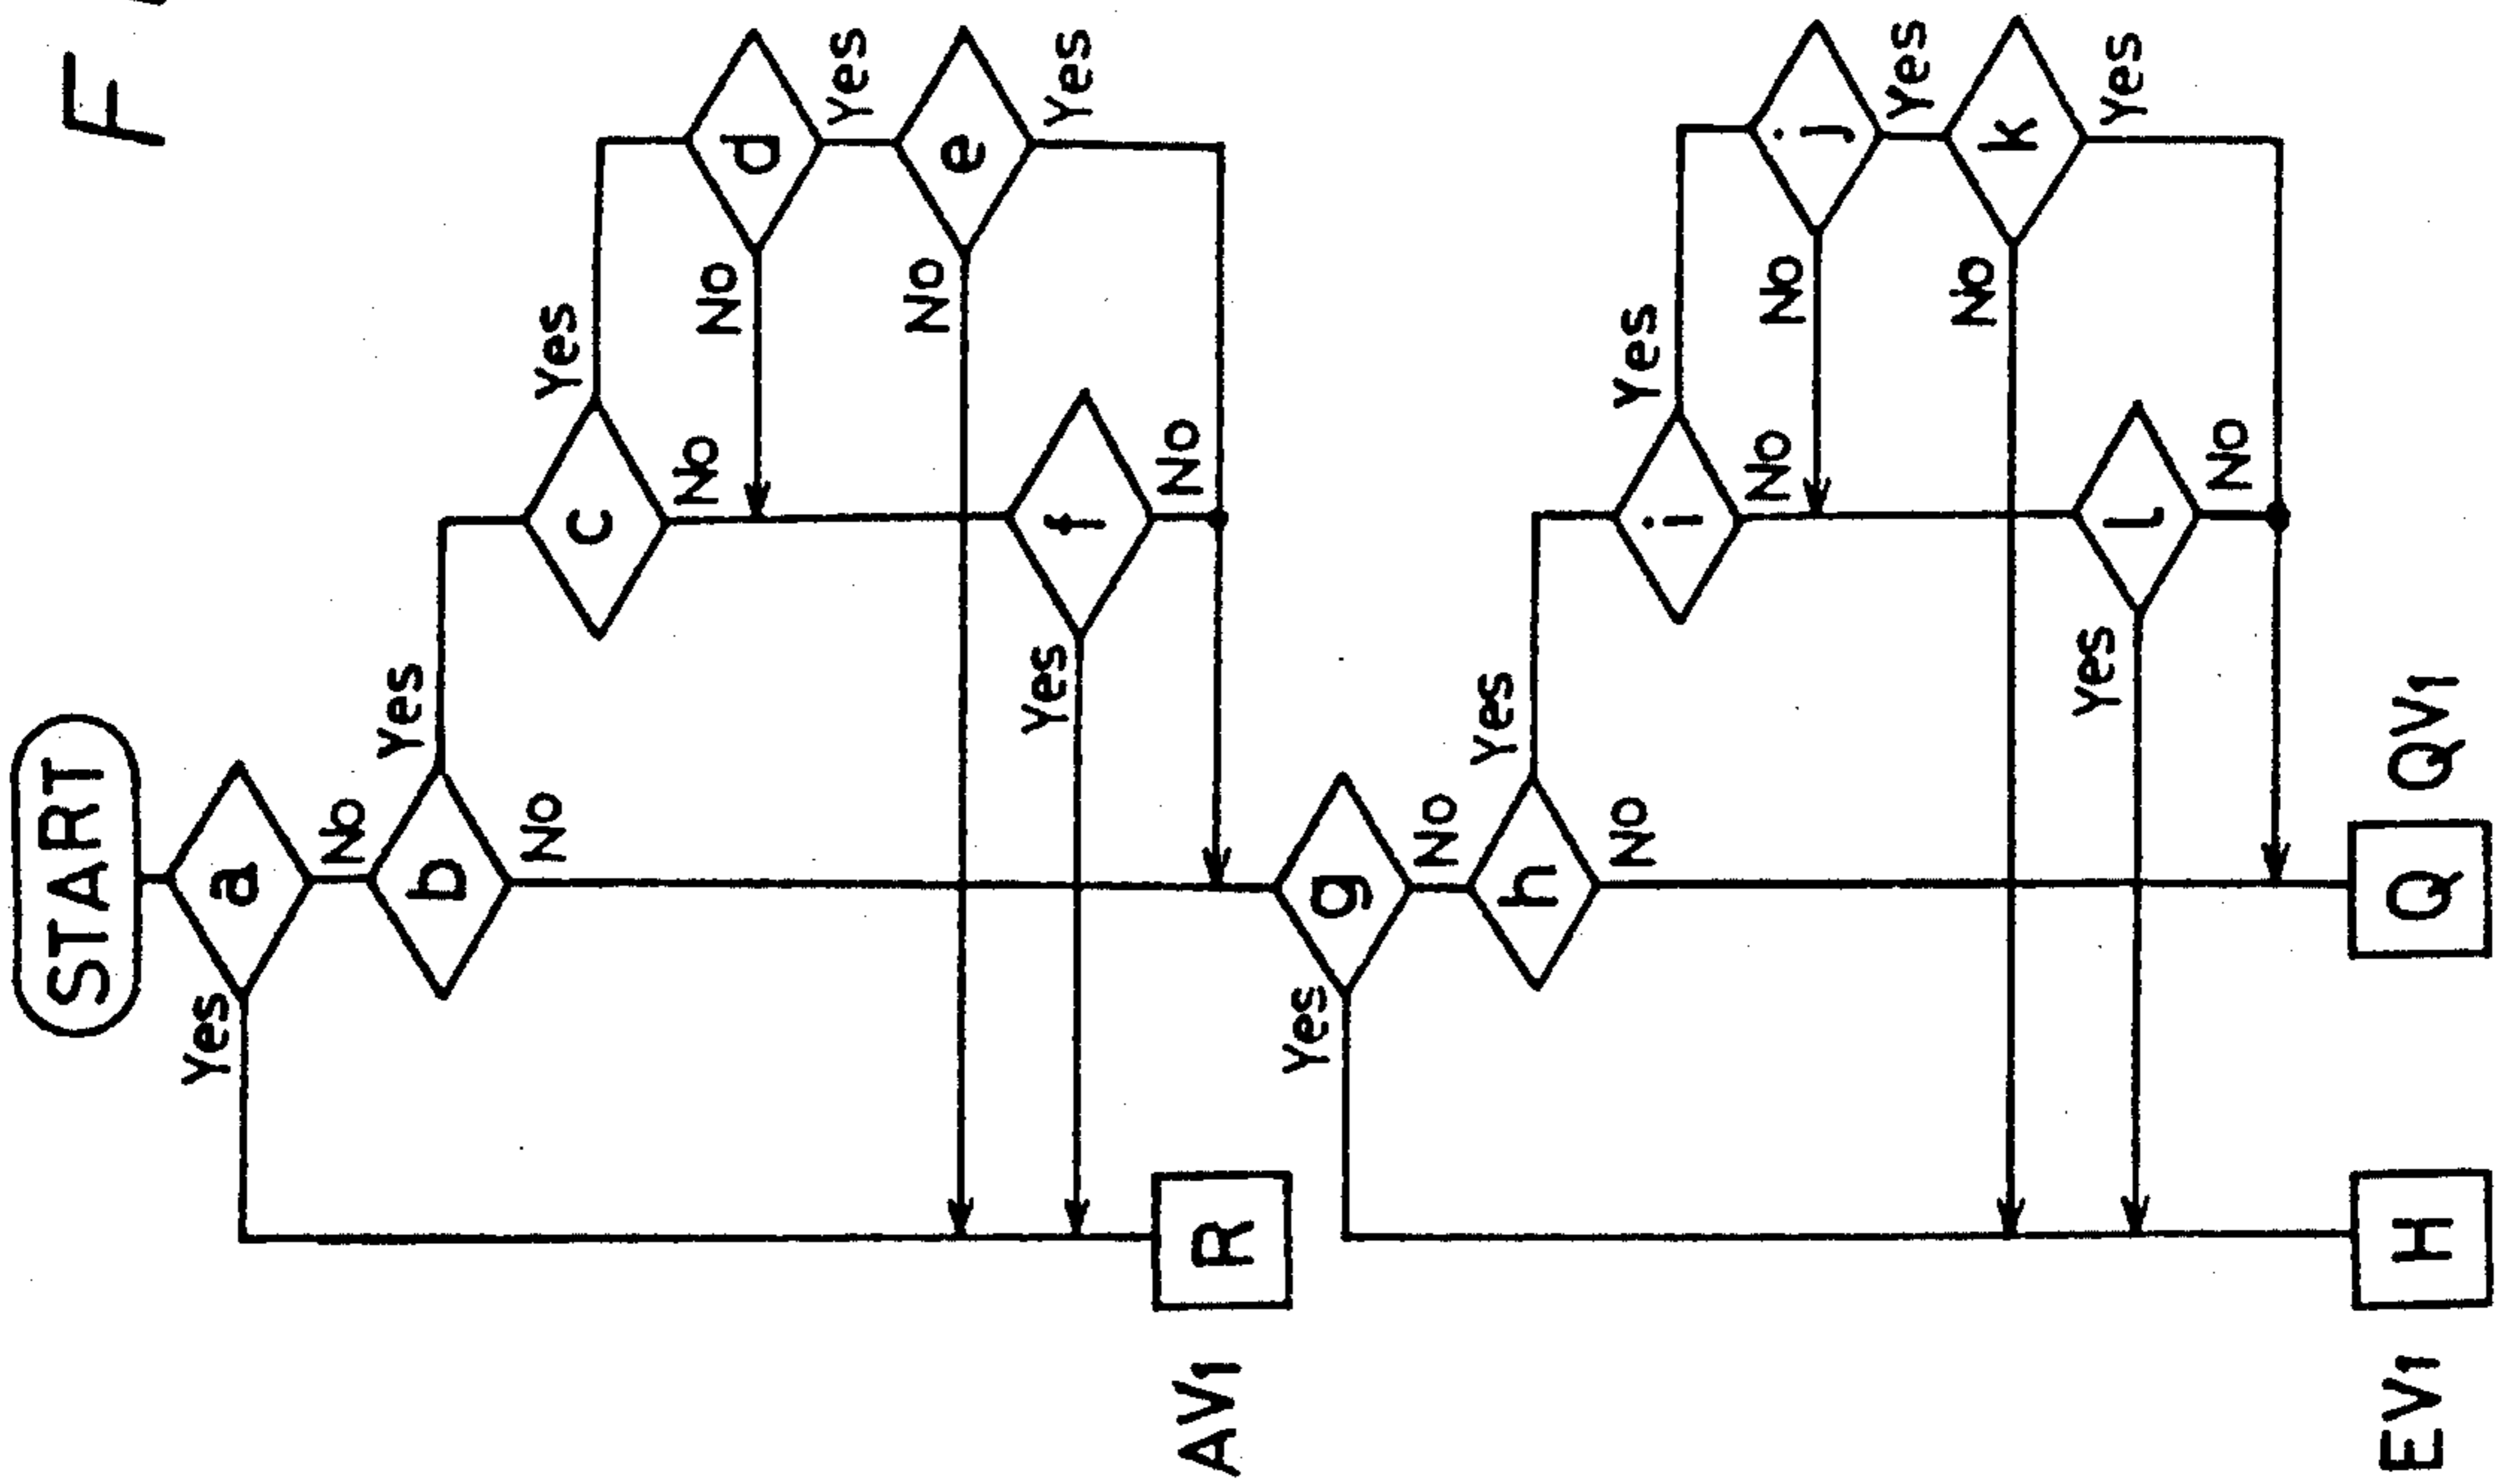 F
START
a
Yes
No
b
Yes
No
c
Yes
No
d
Yes
No
e
Yes
No
f
Yes
No
R
AV1
g
Yes
No
h
Yes
No
i
Yes
No
j
Yes
No
k
Yes
No
l
Yes
No
H
EV1
Q
QV1